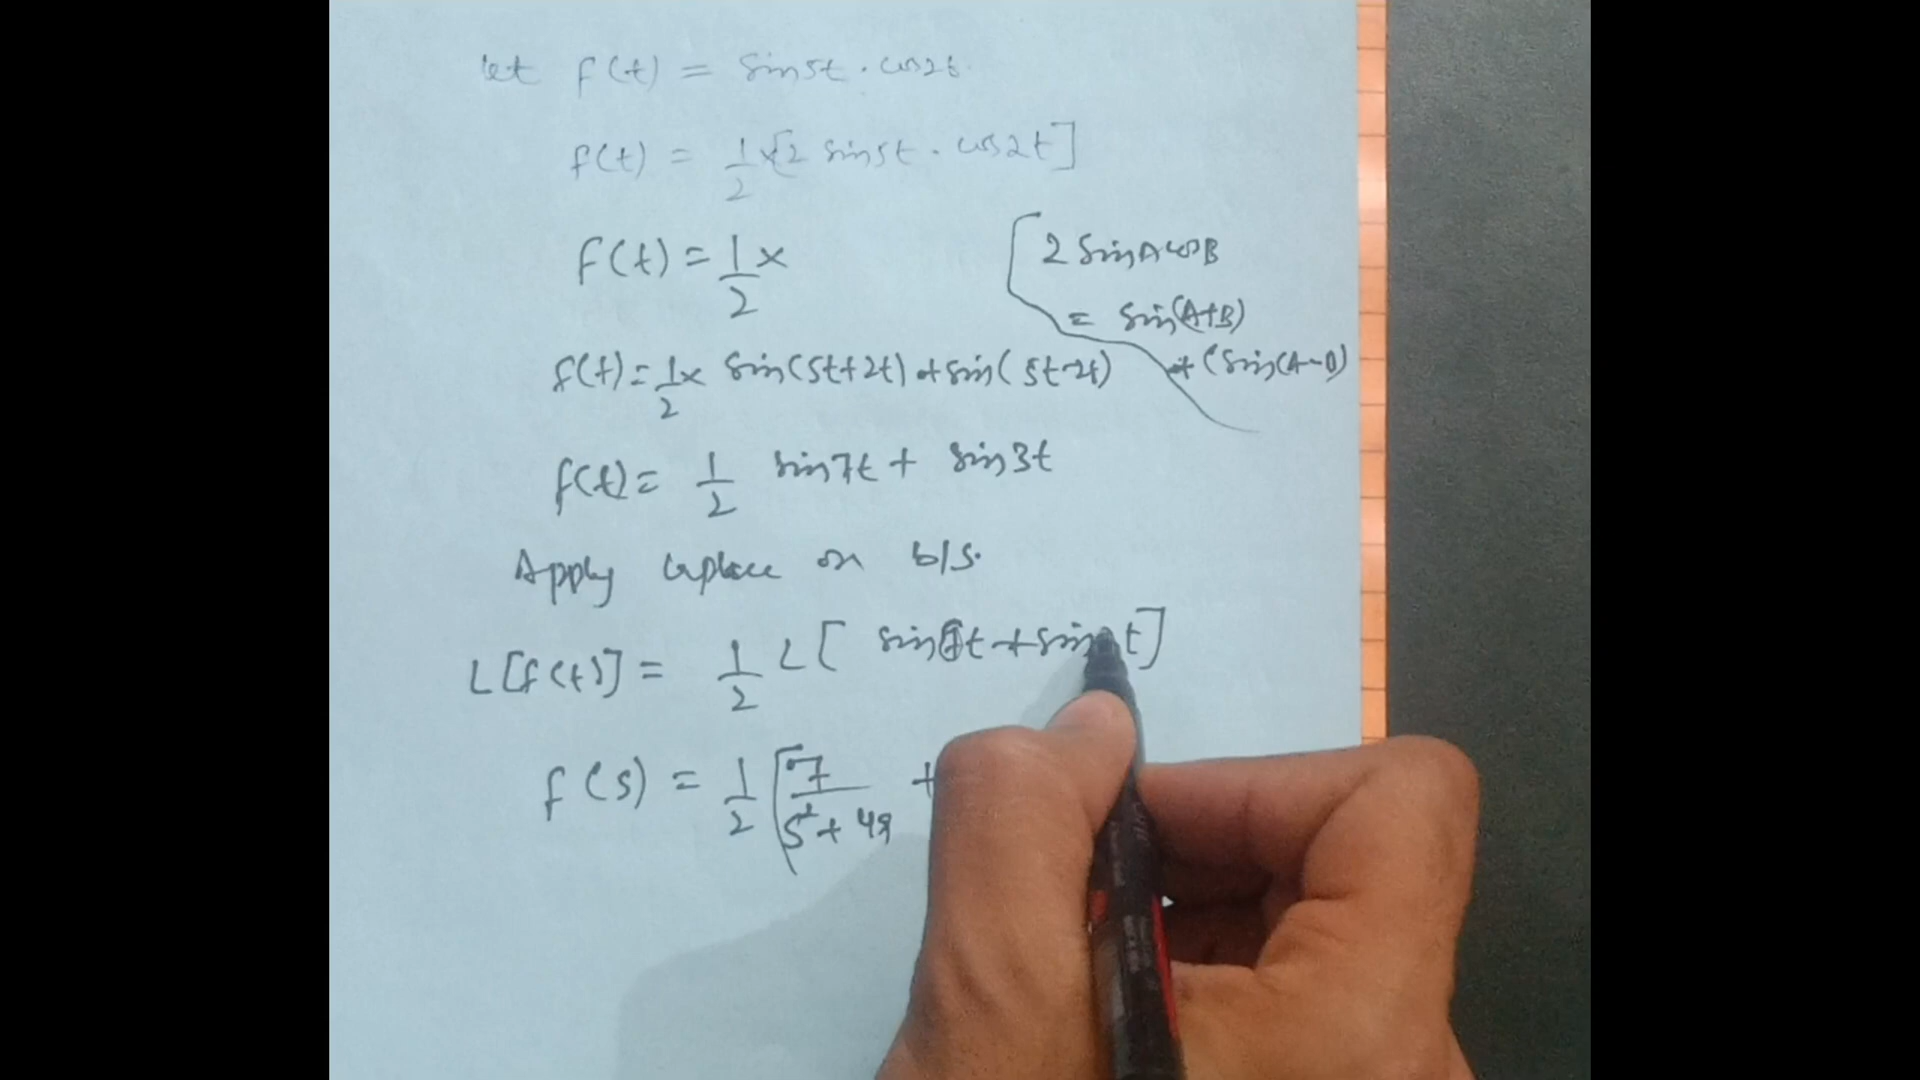 let f(t) = sin5t . cos2t
f(t) = 1/2 x [2 sin5t . cos2t]
f(t) = 1/2 x
2 sinA cosB
= sin(A+B)
+ (sin(A-B)
f(t) = 1/2 x sin(5t+2t) + sin(5t-2t)
f(t) = 1/2 sin7t + sin3t
Apply laplace on b/s.
L[f(t)] = 1/2 L[ sin7t + sin t]
f(s) = 1/2 [ 7/s²+49 +